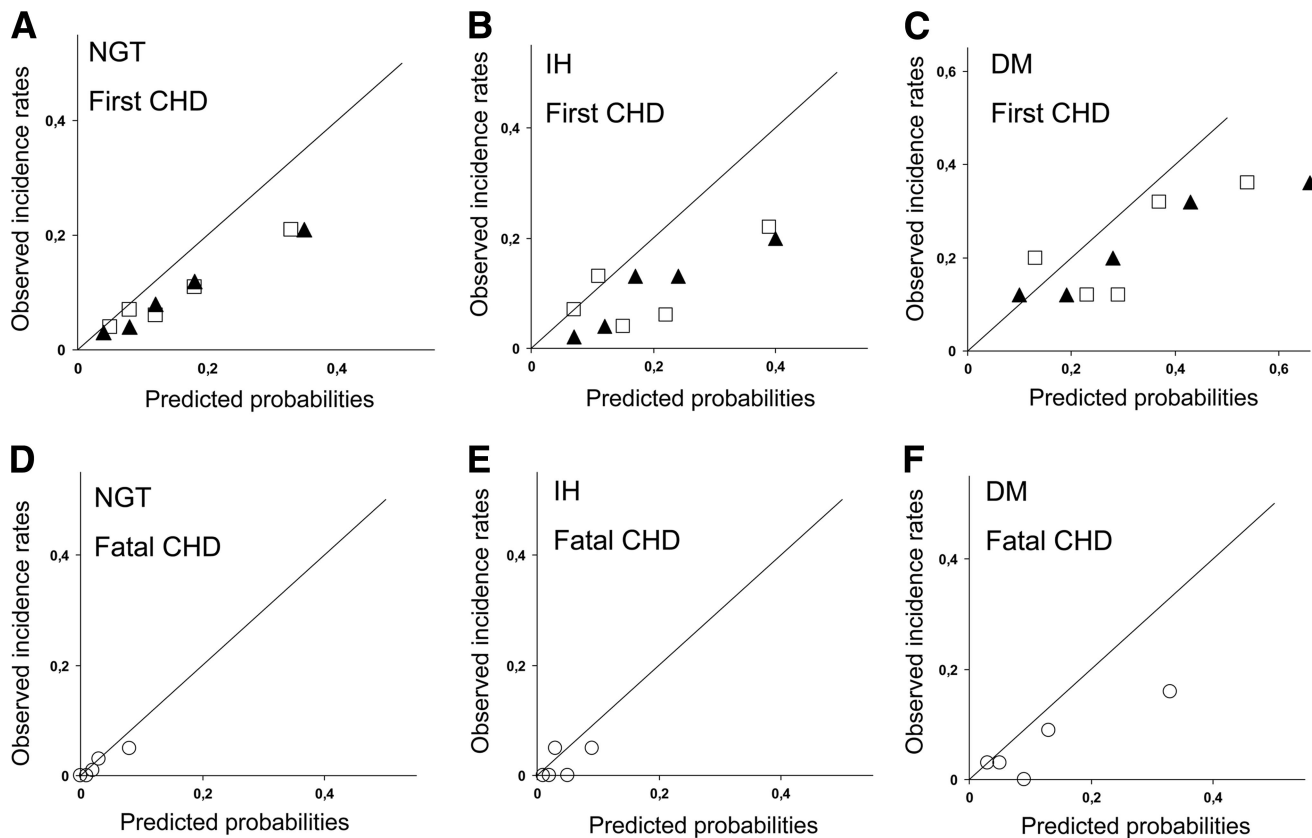 A
NGT
First CHD
Observed incidence rates
0,4
0,2
0
0
0,2
0,4
Predicted probabilities
B
IH
First CHD
Observed incidence rates
0,4
0,2
0
0
0,2
0,4
Predicted probabilities
C
DM
First CHD
Observed incidence rates
0,6
0,4
0,2
0
0
0,2
0,4
0,6
Predicted probabilities
D
NGT
Fatal CHD
Observed incidence rates
0,4
0,2
0
0
0,2
0,4
Predicted probabilities
E
IH
Fatal CHD
Observed incidence rates
0,4
0,2
0
0
0,2
0,4
Predicted probabilities
F
DM
Fatal CHD
Observed incidence rates
0,4
0,2
0
0
0,2
0,4
Predicted probabilities